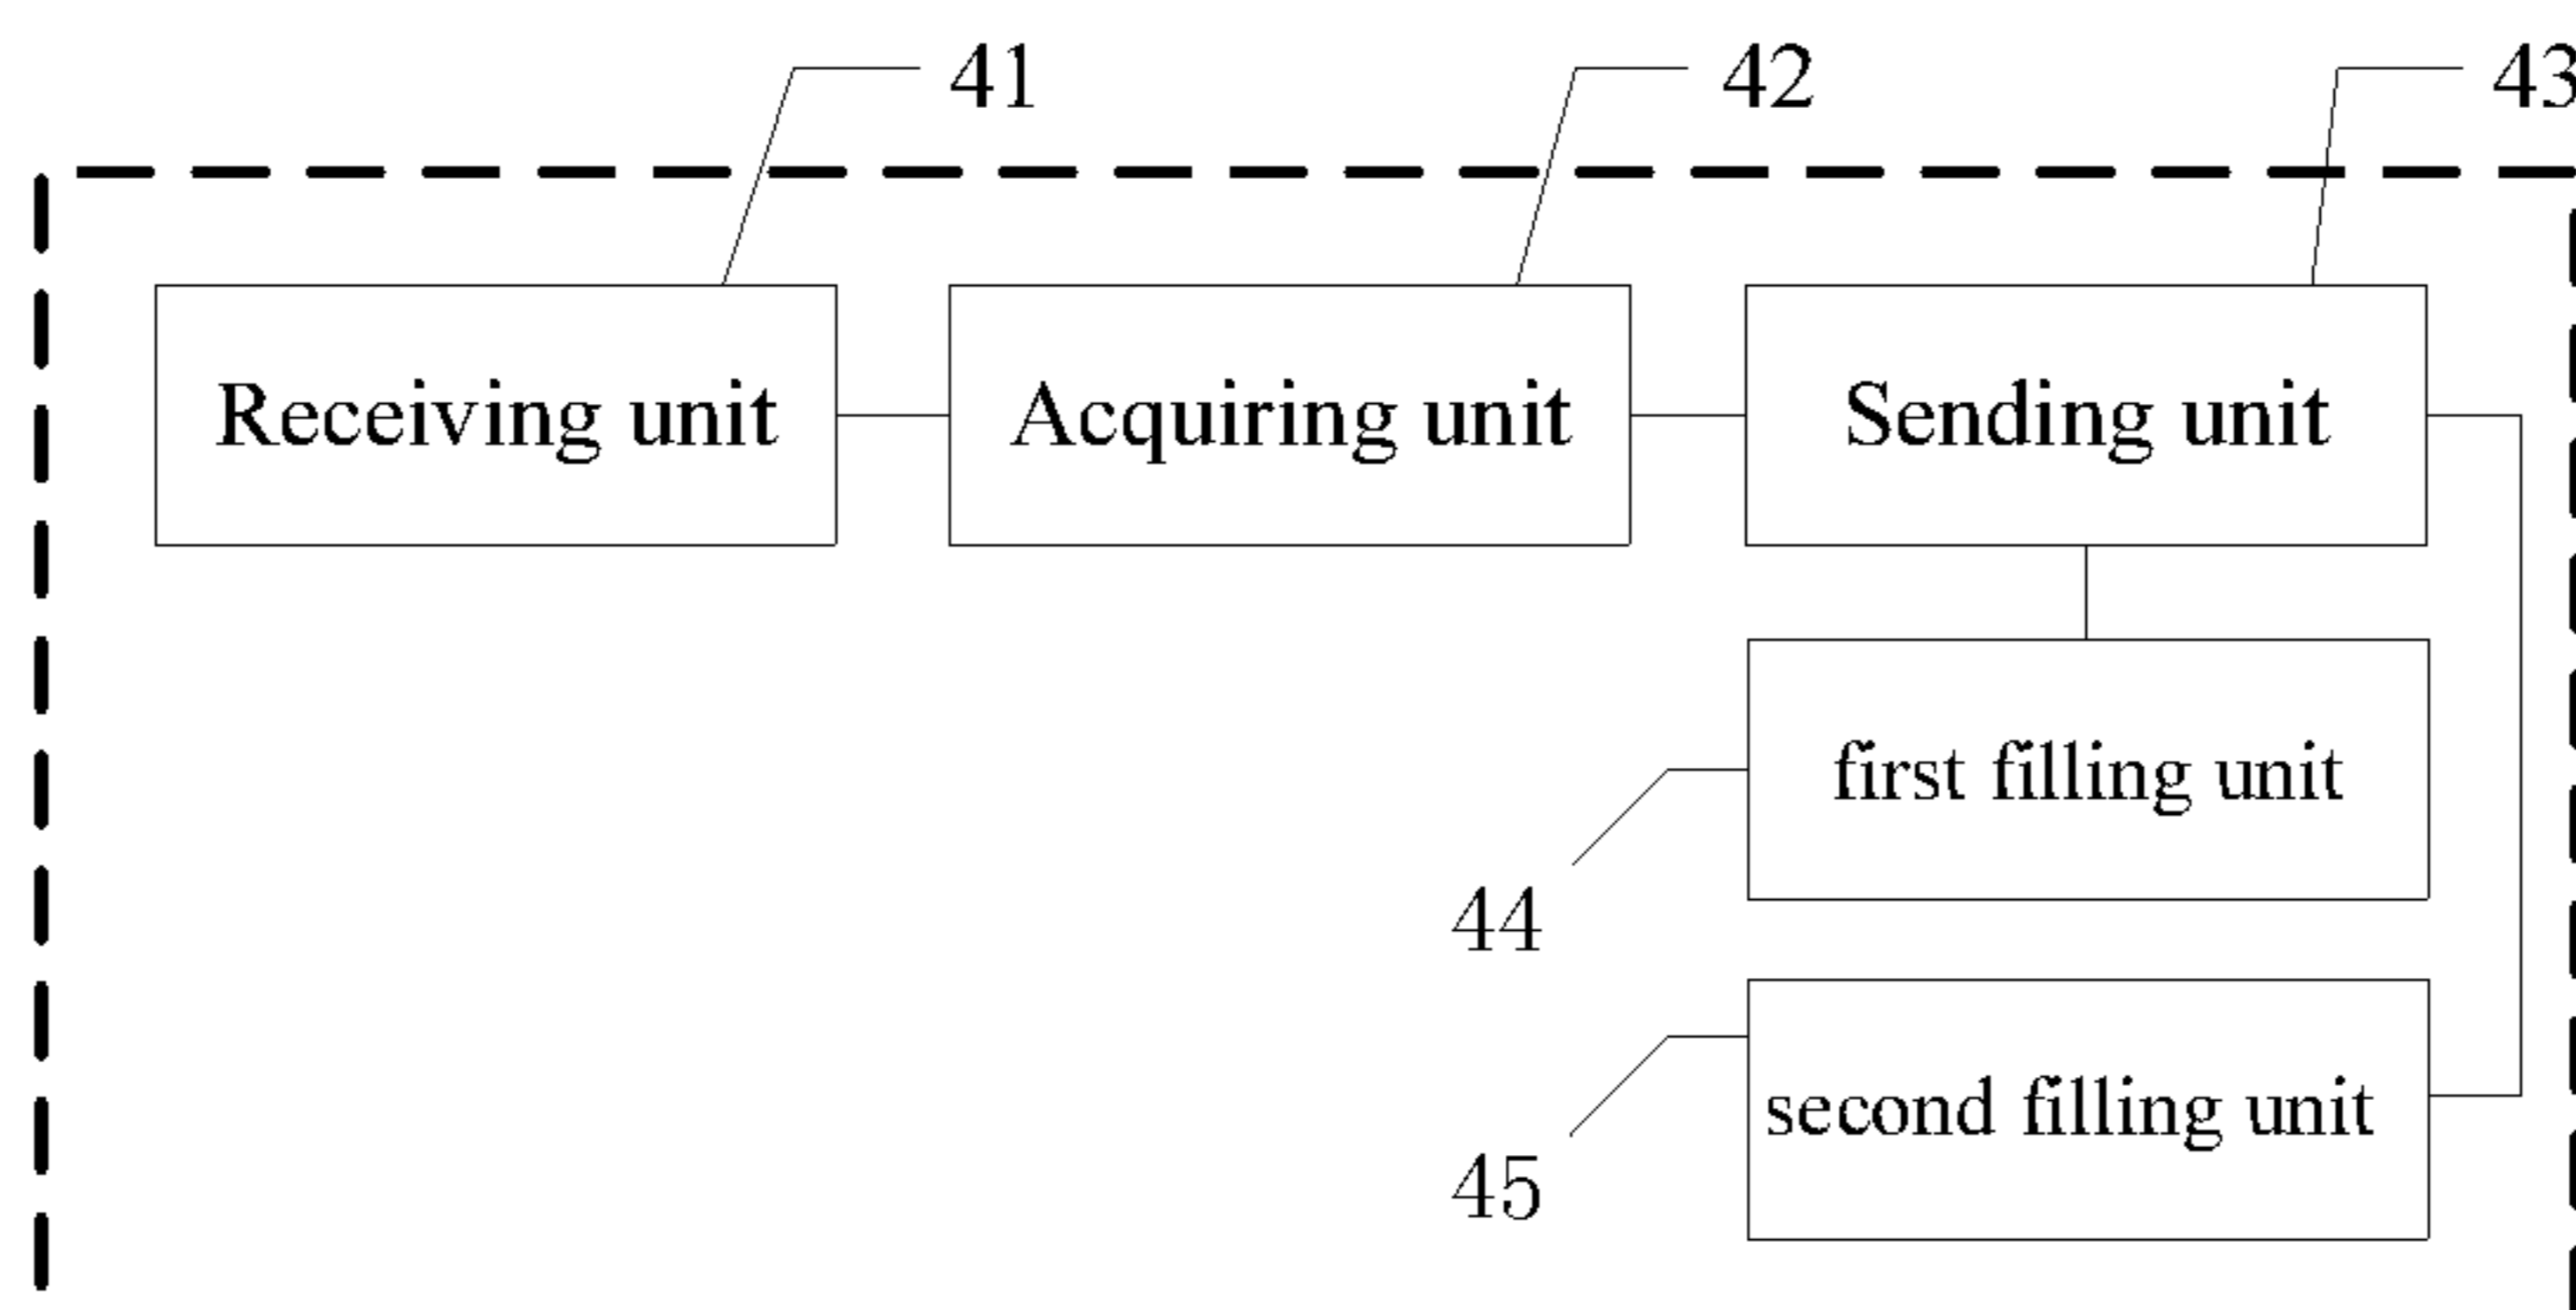 41
42
43
Receiving unit
Acquiring unit
Sending unit
first filling unit
44
second filling unit
45